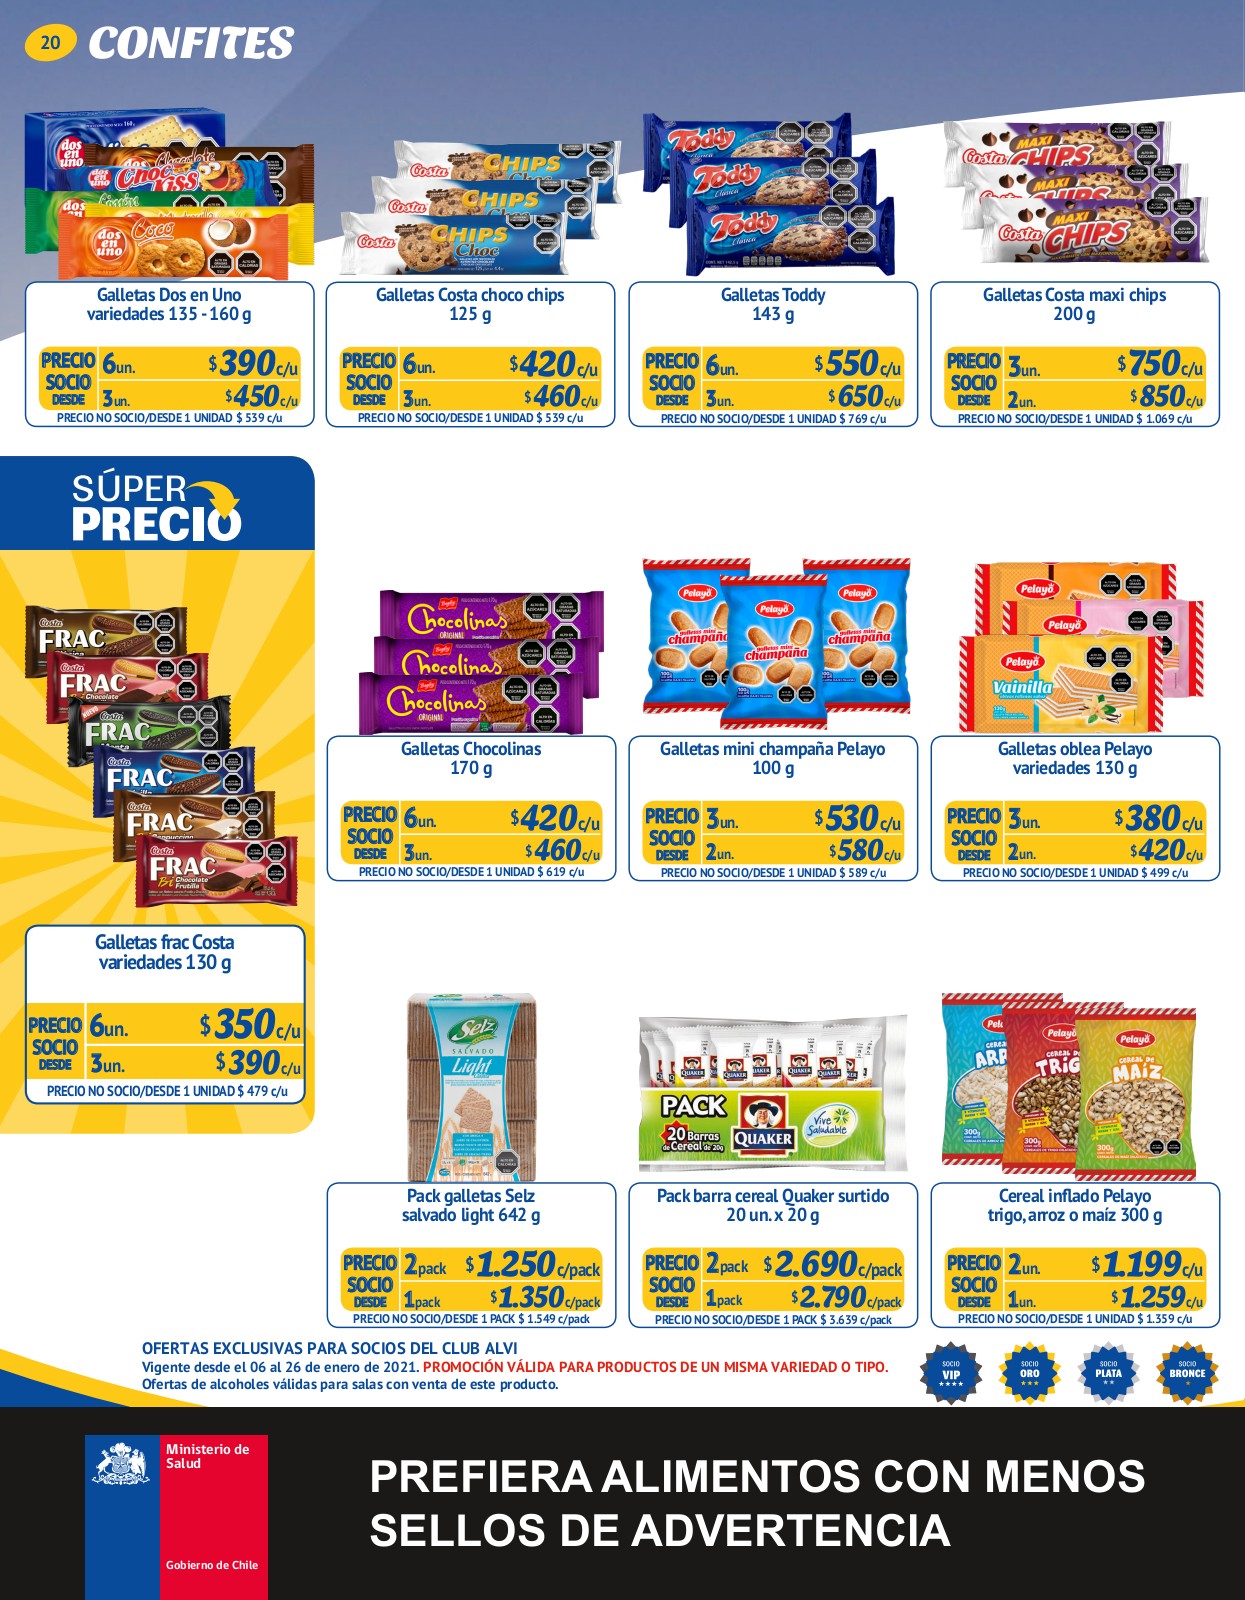 20
CONFITES
Galletas Dos en Uno
variedades 135 - 160 g
PRECIO SOCIO DESDE
6un. $390c/u
3un. $450c/u
PRECIO NO SOCIO/DESDE 1 UNIDAD $ 539 c/u
Galletas Costa choco chips
125 g
PRECIO SOCIO DESDE
6un. $420c/u
3un. $460c/u
PRECIO NO SOCIO/DESDE 1 UNIDAD $ 539 c/u
Galletas Toddy
143 g
PRECIO SOCIO DESDE
6un. $550c/u
3un. $650c/u
PRECIO NO SOCIO/DESDE 1 UNIDAD $ 769 c/u
Galletas Costa maxi chips
200 g
PRECIO SOCIO DESDE
3un. $750c/u
2un. $850c/u
PRECIO NO SOCIO/DESDE 1 UNIDAD $ 1.069 c/u
SÚPER
PRECIO
Galletas frac Costa
variedades 130 g
PRECIO SOCIO DESDE
6un. $350c/u
3un. $390c/u
PRECIO NO SOCIO/DESDE 1 UNIDAD $ 479 c/u
Galletas Chocolinas
170 g
PRECIO SOCIO DESDE
6un. $420c/u
3un. $460c/u
PRECIO NO SOCIO/DESDE 1 UNIDAD $ 619 c/u
Galletas mini champaña Pelayo
100 g
PRECIO SOCIO DESDE
3un. $530c/u
2un. $580c/u
PRECIO NO SOCIO/DESDE 1 UNIDAD $ 589 c/u
Galletas oblea Pelayo
variedades 130 g
PRECIO SOCIO DESDE
3un. $380c/u
2un. $420c/u
PRECIO NO SOCIO/DESDE 1 UNIDAD $ 499 c/u
Pack galletas Selz
salvado light 642 g
PRECIO SOCIO DESDE
2pack $1.250c/pack
1pack $1.350c/pack
PRECIO NO SOCIO/DESDE 1 PACK $ 1.549 c/pack
PACK
20 Barras
de Cereal de 20g
QUAKER
Vive
Saludable
Pack barra cereal Quaker surtido
20 un. x 20 g
PRECIO SOCIO DESDE
2pack $2.690c/pack
1pack $2.790c/pack
PRECIO NO SOCIO/DESDE 1 PACK $ 3.639 c/pack
Cereal inflado Pelayo
trigo, arroz o maíz 300 g
PRECIO SOCIO DESDE
2un. $1.199c/u
1un. $1.259c/u
PRECIO NO SOCIO/DESDE 1 UNIDAD $ 1.359 c/u
OFERTAS EXCLUSIVAS PARA SOCIOS DEL CLUB ALVI
Vigente desde el 06 al 26 de enero de 2021. PROMOCIÓN VÁLIDA PARA PRODUCTOS DE UN MISMA VARIEDAD O TIPO.
Ofertas de alcoholes válidas para salas con venta de este producto.
SOCIO VIP
SOCIO ORO
SOCIO PLATA
SOCIO BRONCE
Ministerio de
Salud
Gobierno de Chile
PREFIERA ALIMENTOS CON MENOS
SELLOS DE ADVERTENCIA